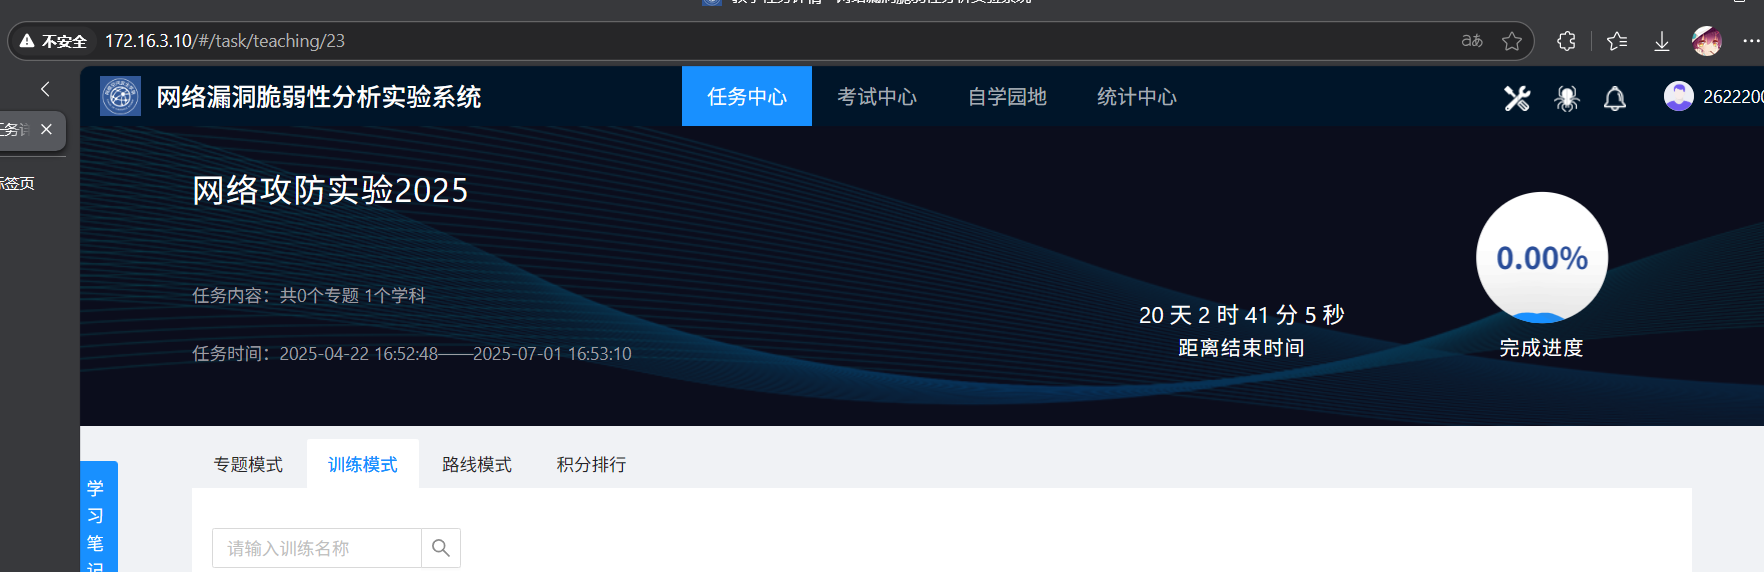 不安全 172.16.3.10/#/task/teaching/23
网络漏洞脆弱性分析实验系统 任务中心 考试中心 自学园地 统计中心
标签页
网络攻防实验2025
0.00%
任务内容：共0个专题 1个学科
20 天 2 时 41 分 5 秒
距离结束时间
完成进度
任务时间：2025-04-22 16:52:48——2025-07-01 16:53:10
专题模式 训练模式 路线模式 积分排行
学习笔记
请输入训练名称